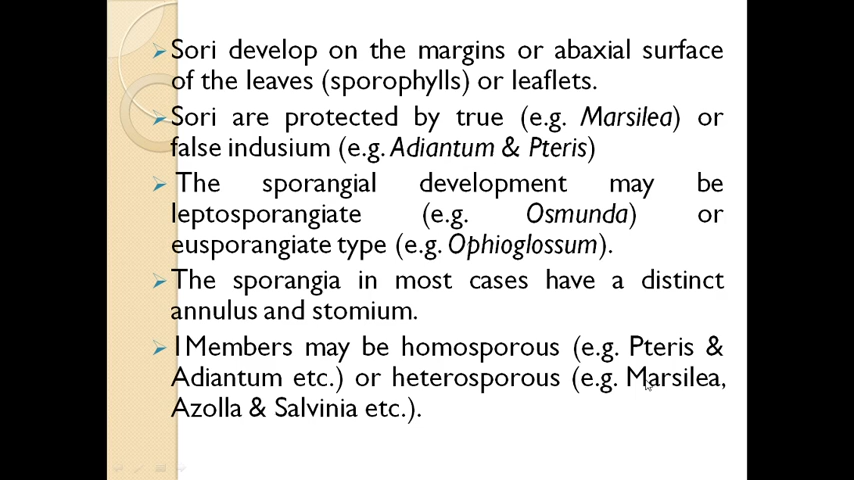 Sori develop on the margins or abaxial surface
of the leaves (sporophylls) or leaflets.
Sori are protected by true (e.g. Marsilea) or
false indusium (e.g. Adiantum & Pteris)
The sporangial development may be
leptosporangiate (e.g. Osmunda) or
eusporangiate type (e.g. Ophioglossum).
The sporangia in most cases have a distinct
annulus and stomium.
1Members may be homosporous (e.g. Pteris &
Adiantum etc.) or heterosporous (e.g. Marsilea,
Azolla & Salvinia etc.).